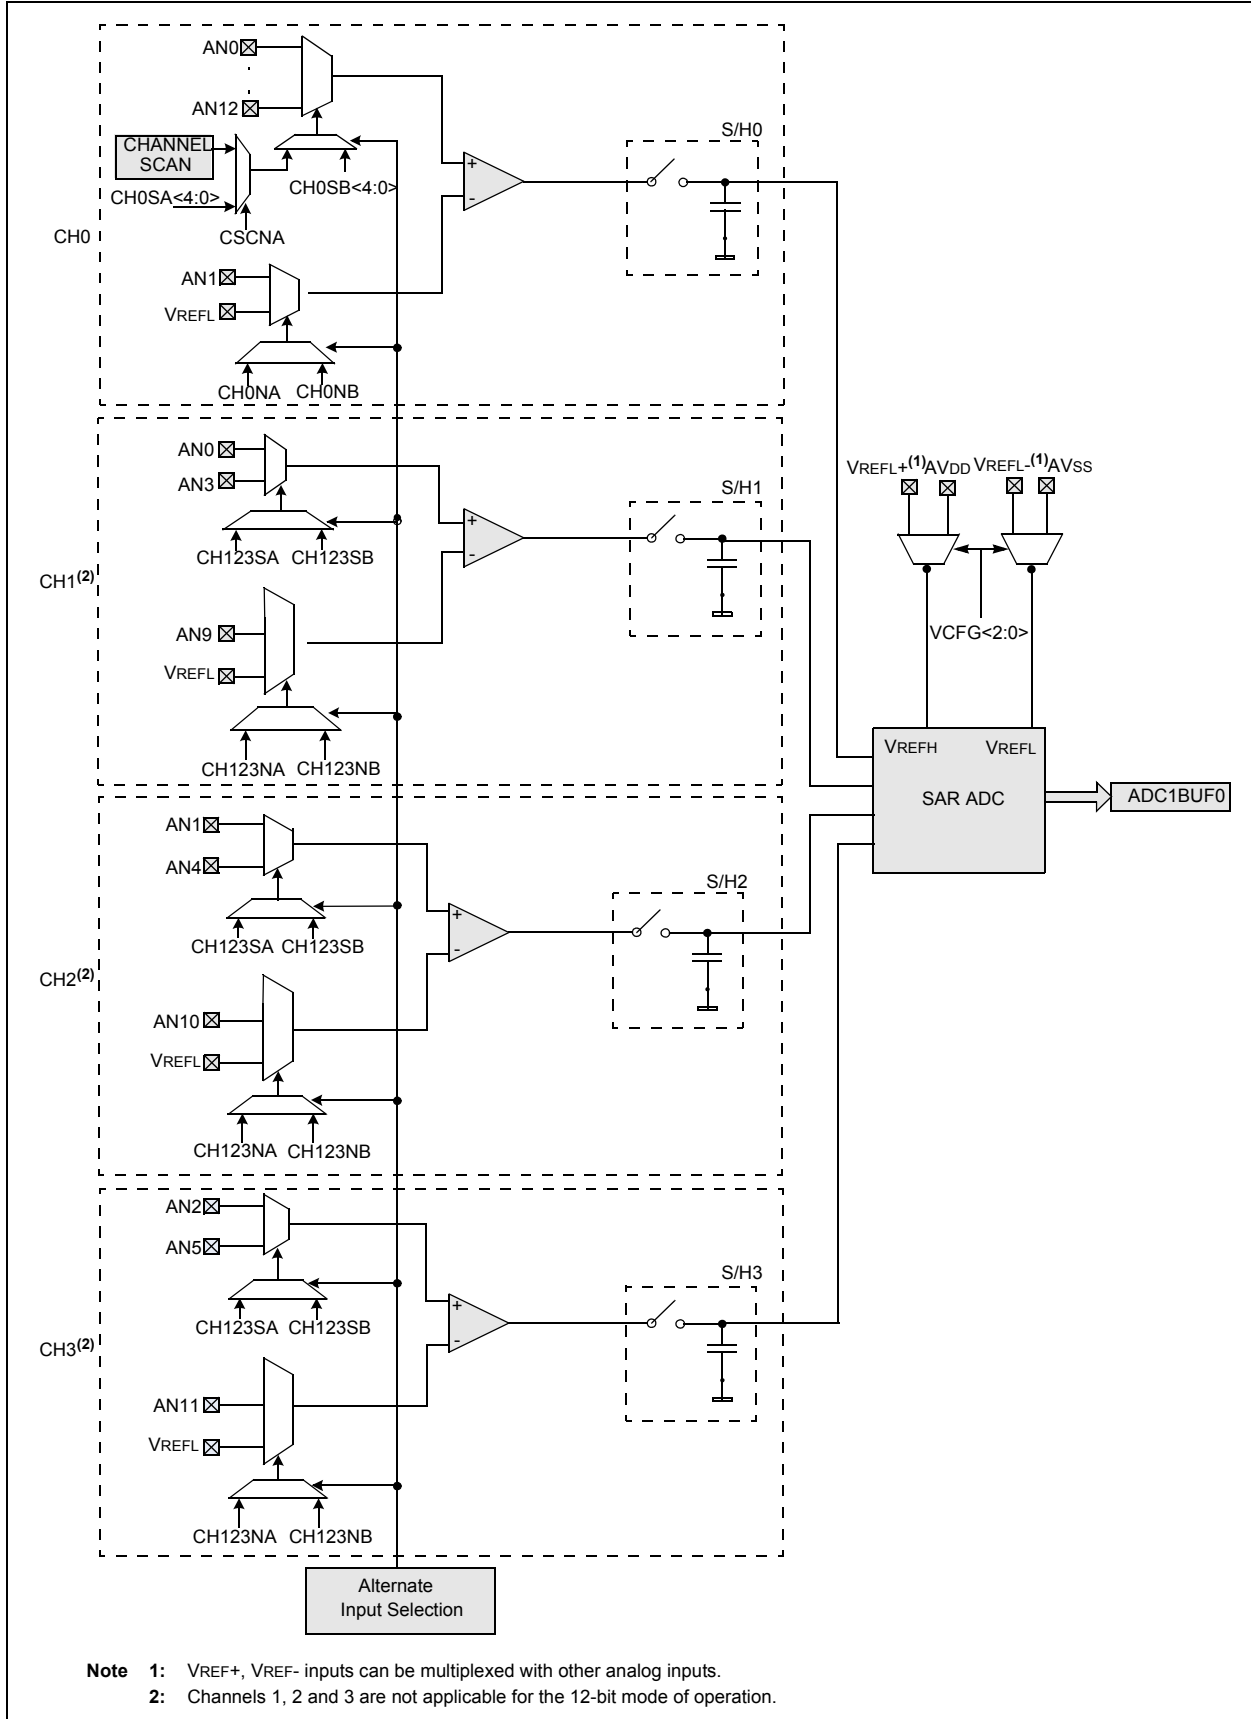 AN0
AN12
CHANNEL
SCAN
CH0SA<4:0>
CH0SB<4:0>
CSCNA
CH0
+
-
S/H0
AN1
VREFL
CH0NA CH0NB
AN0
AN3
CH123SA CH123SB
CH1(2)
+
-
S/H1
AN9
VREFL
CH123NA CH123NB
VREFL+(1) AVDD VREFL-(1) AVSS
VCFG<2:0>
VREFH VREFL
SAR ADC
ADC1BUF0
AN1
AN4
CH123SA CH123SB
CH2(2)
+
-
S/H2
AN10
VREFL
CH123NA CH123NB
AN2
AN5
CH123SA CH123SB
CH3(2)
+
-
S/H3
AN11
VREFL
CH123NA CH123NB
Alternate
Input Selection
Note 1: VREF+, VREF- inputs can be multiplexed with other analog inputs.
2: Channels 1, 2 and 3 are not applicable for the 12-bit mode of operation.